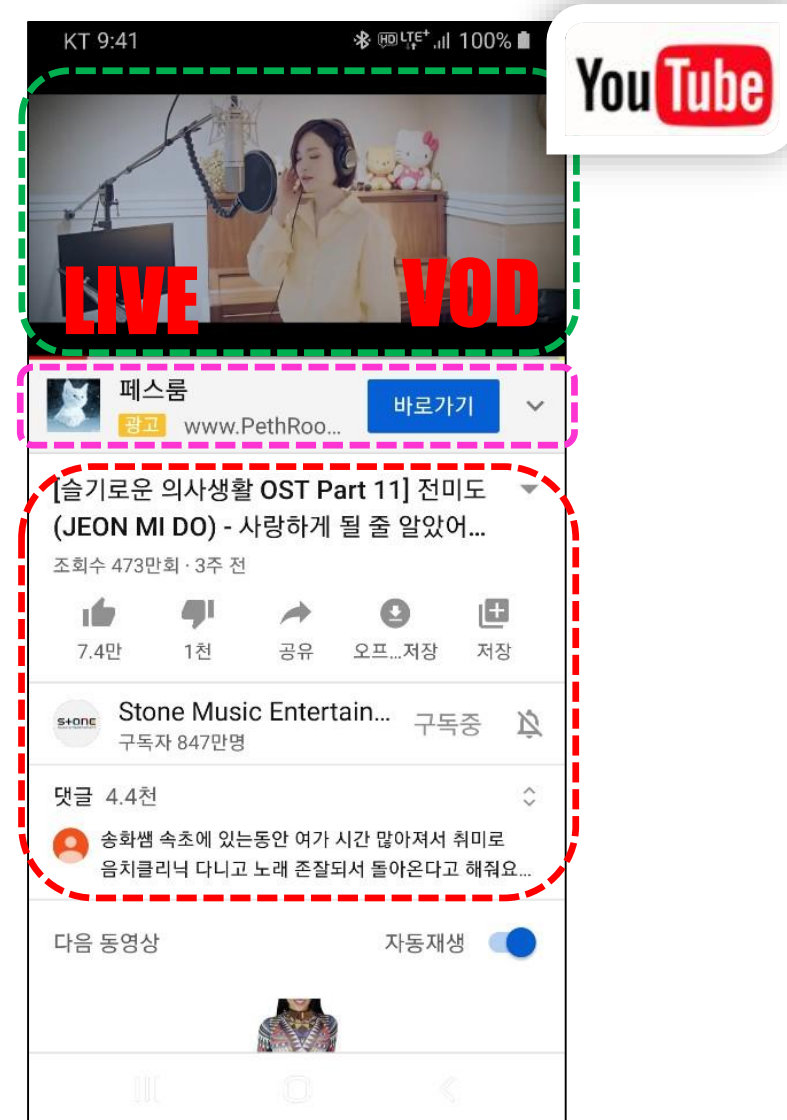 KT 9:41
HD LTE+ 100%
YouTube
LIVE VOD
페스룸
바로가기
광고 www.PethRoo...
[슬기로운 의사생활 OST Part 11] 전미도
(JEON MI DO) - 사랑하게 될 줄 알았어...
조회수 473만회 · 3주 전
7.4만 1천 공유 오프...저장 저장
S+ONE
Stone Music Entertain... 구독중
구독자 847만명
댓글 4.4천
송화쌤 속초에 있는동안 여가 시간 많아져서 취미로
음치클리닉 다니고 노래 존잘되서 돌아온다고 해줘요...
다음 동영상 자동재생